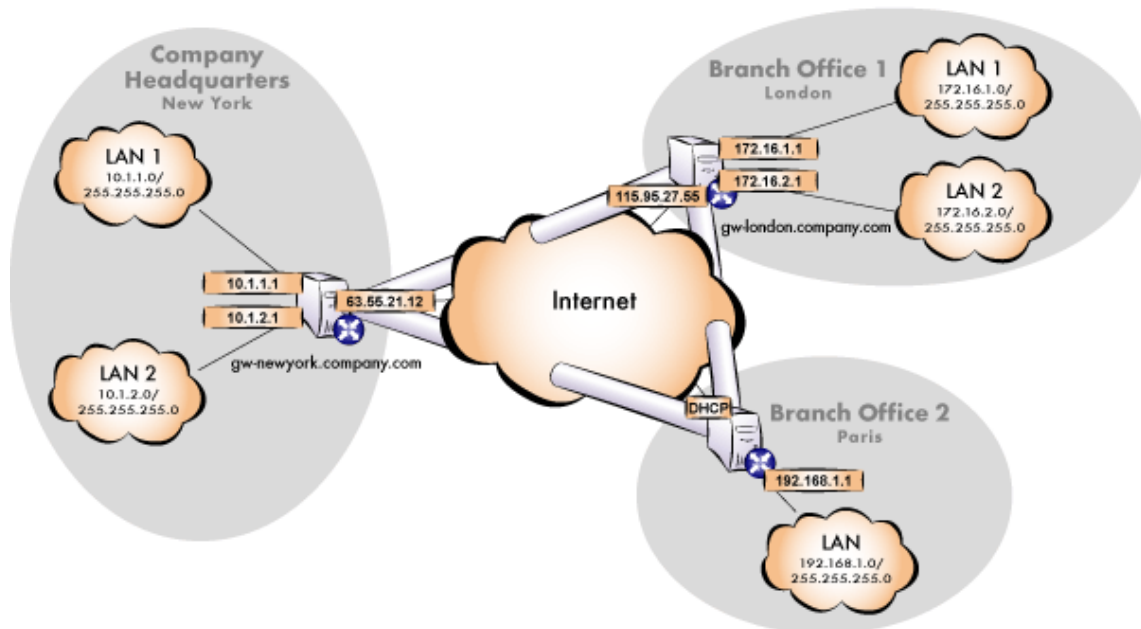 Company
Headquarters
New York
LAN 1
10.1.1.0/
255.255.255.0
10.1.1.1
10.1.2.1
63.55.21.12
gw-newyork.company.com
LAN 2
10.1.2.0/
255.255.255.0
Internet
Branch Office 1
London
LAN 1
172.16.1.0/
255.255.255.0
172.16.1.1
172.16.2.1
115.95.27.55
gw-london.company.com
LAN 2
172.16.2.0/
255.255.255.0
DHCP
Branch Office 2
Paris
192.168.1.1
LAN
192.168.1.0/
255.255.255.0